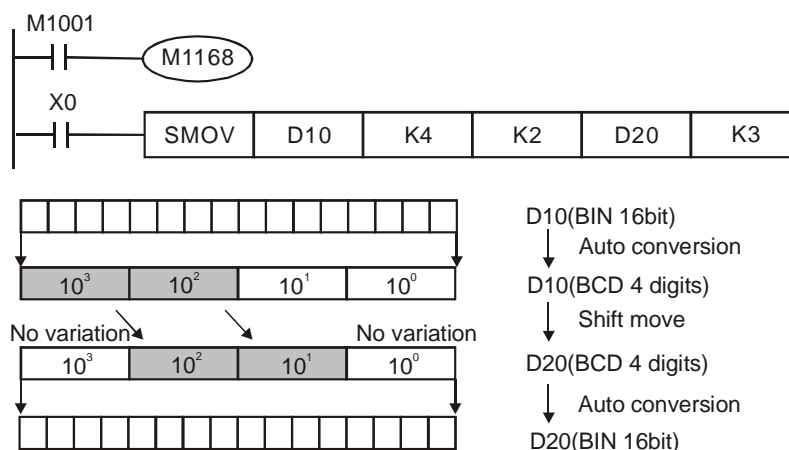 M1001
M1168
X0
SMOV D10 K4 K2 D20 K3
D10(BIN 16bit)
Auto conversion
10³ 10² 10¹ 10⁰
D10(BCD 4 digits)
Shift move
No variation No variation
10³ 10² 10¹ 10⁰
D20(BCD 4 digits)
Auto conversion
D20(BIN 16bit)